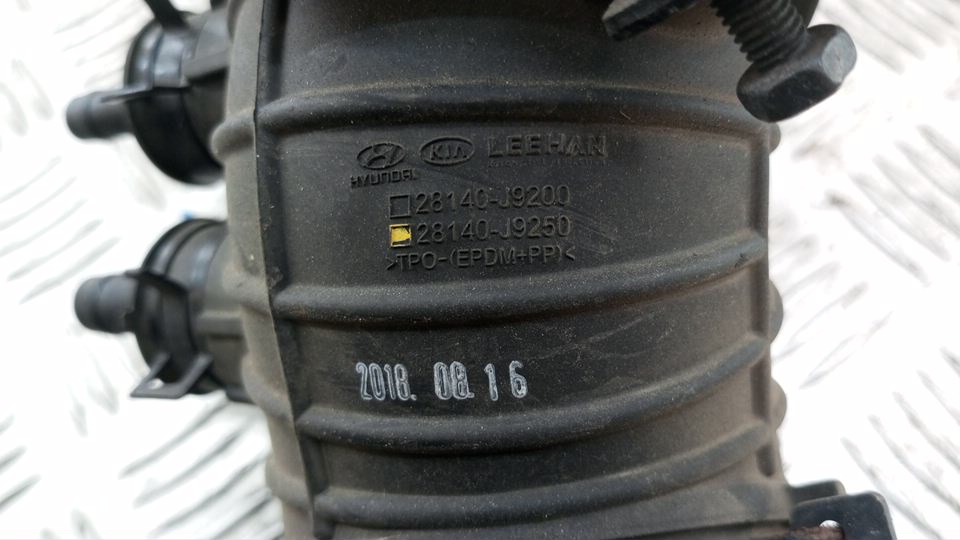 HYUNDAI KIA LEEHAN
28140-J9200
28140-J9250
>TPO-(EPDM+PP)<
2018. 08. 16